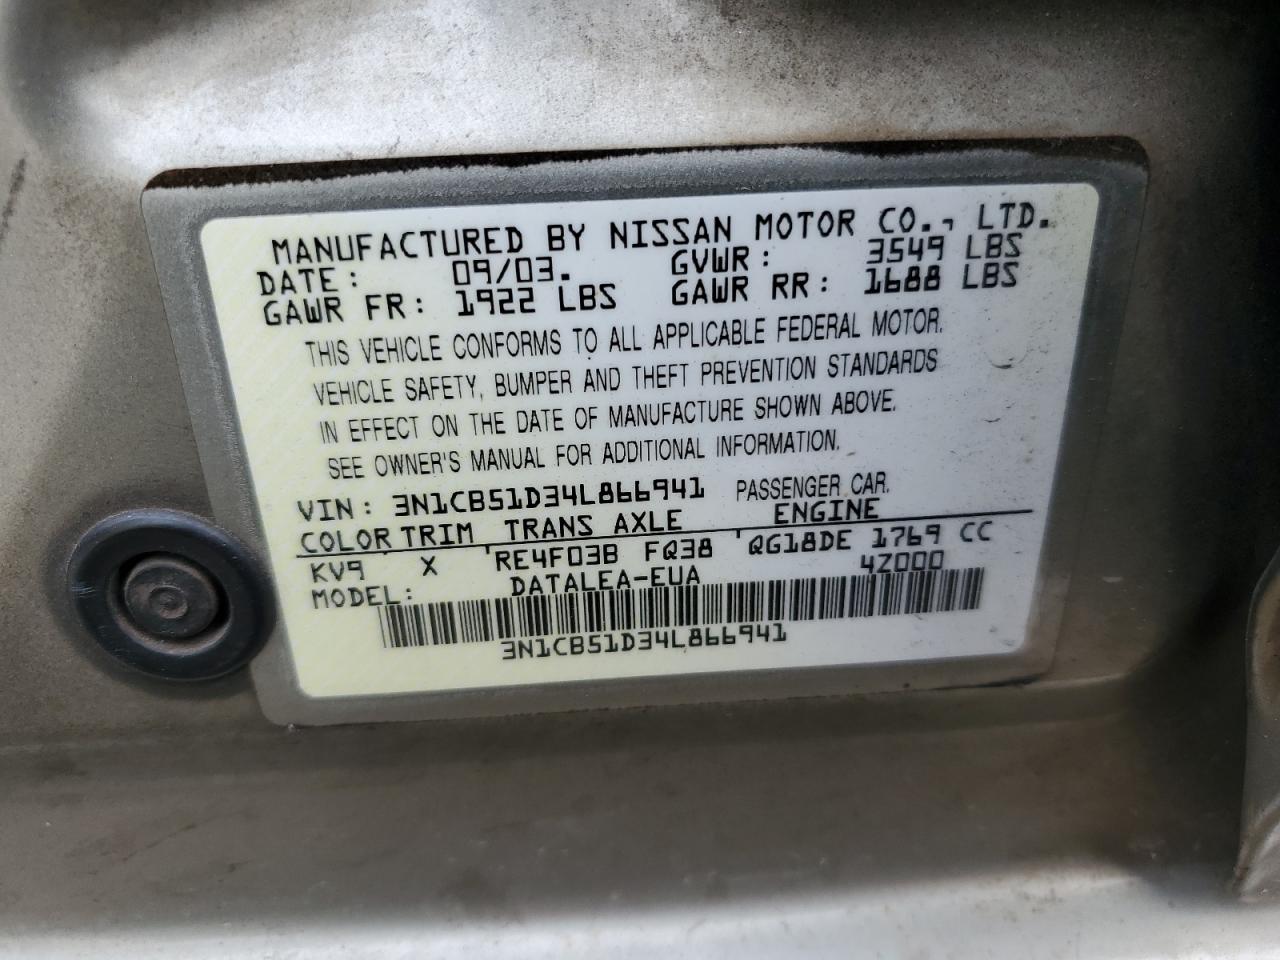 MANUFACTURED BY NISSAN MOTOR CO., LTD.
DATE: 09/03. GVWR: 3549 LBS
GAWR FR: 1922 LBS GAWR RR: 1688 LBS
THIS VEHICLE CONFORMS TO ALL APPLICABLE FEDERAL MOTOR.
VEHICLE SAFETY, BUMPER AND THEFT PREVENTION STANDARDS
IN EFFECT ON THE DATE OF MANUFACTURE SHOWN ABOVE.
SEE OWNER'S MANUAL FOR ADDITIONAL INFORMATION.
VIN: 3N1CB51D34L866941 PASSENGER CAR.
COLOR TRIM TRANS AXLE ENGINE
KV9 X 'RE4F03B FQ38 'QG18DE 1769 CC
MODEL: DATALEA-EUA 4Z000
3N1CB51D34L866941